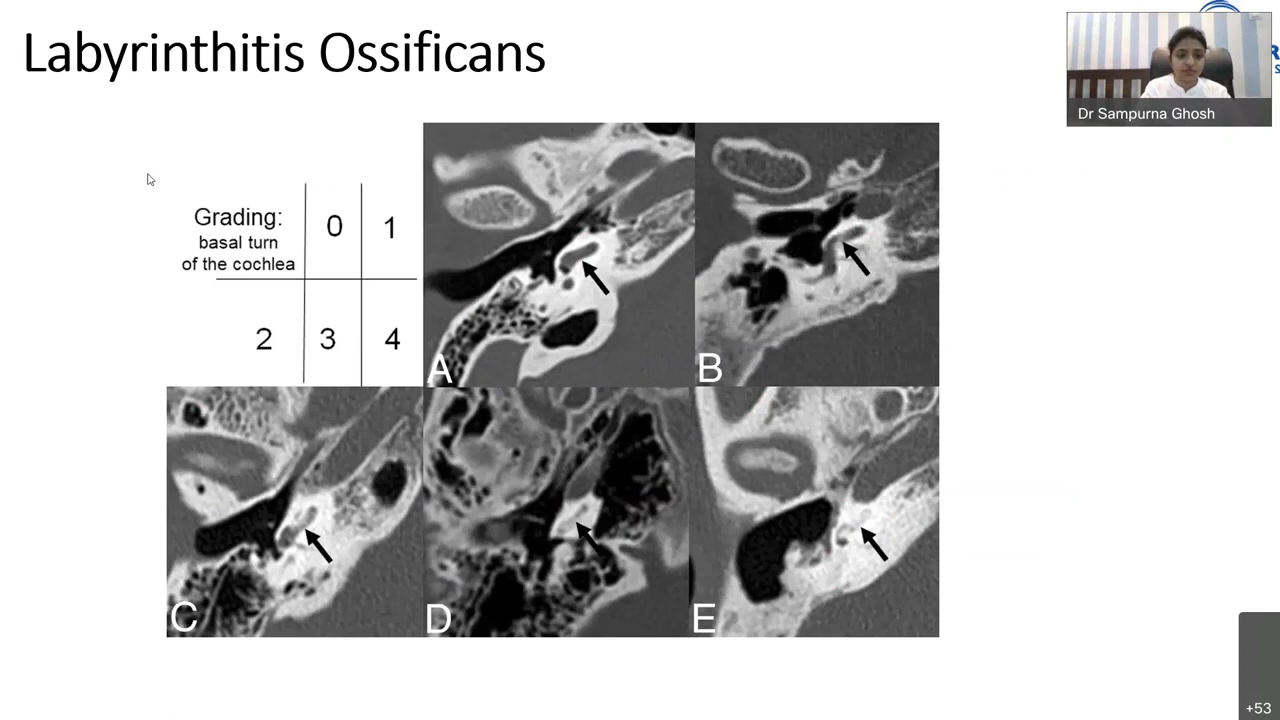 Labyrinthitis Ossificans
R
S
Dr Sampurna Ghosh
Grading:
basal turn
of the cochlea
0
1
2
3
4
A
B
C
D
E
+53